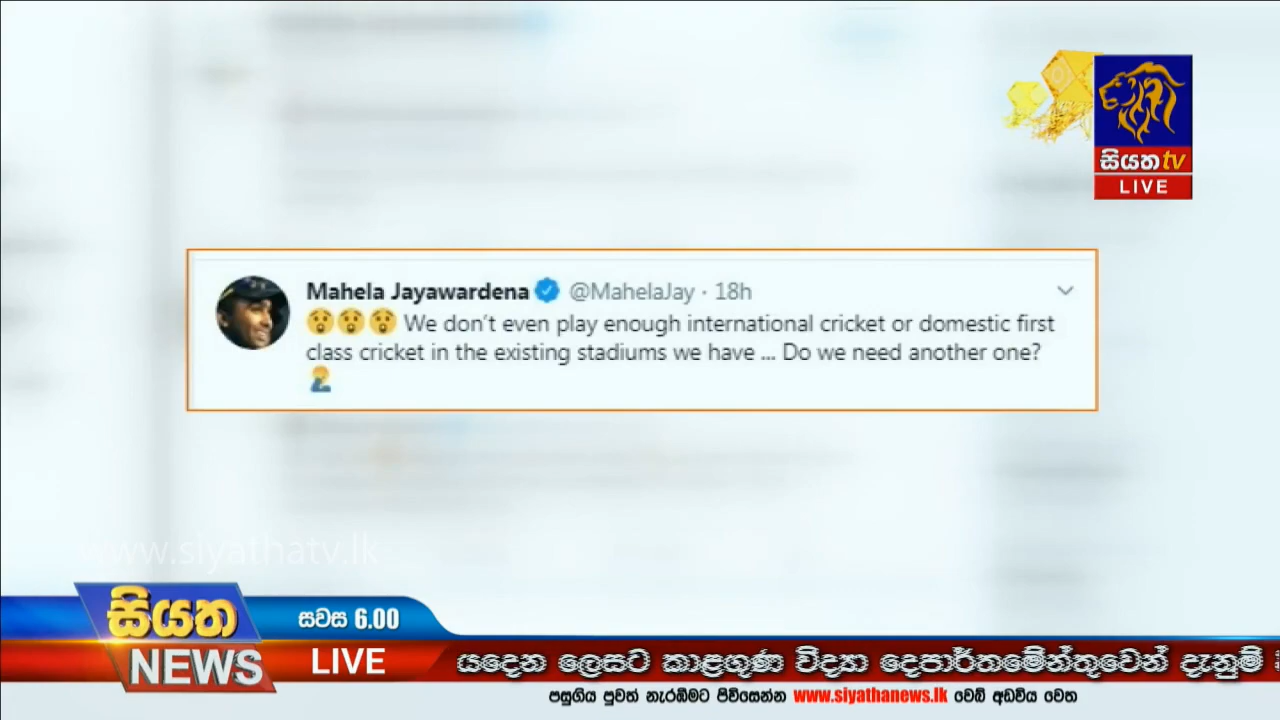 සියත tv
LIVE
Mahela Jayawardena @MahelaJay · 18h
😲😲😲 We don't even play enough international cricket or domestic first
class cricket in the existing stadiums we have ... Do we need another one?
🤦
www.siyathatv.lk
සියත
NEWS
සවස 6.00
LIVE
යදෙන ලෙසට කාළගුණ විද්‍යා දෙපාර්තමේන්තුවෙන් දැනුම්
පසුගිය පුවත් නැරඹීමට පිවිසෙන්න www.siyathanews.lk වෙබ් අඩවිය වෙත